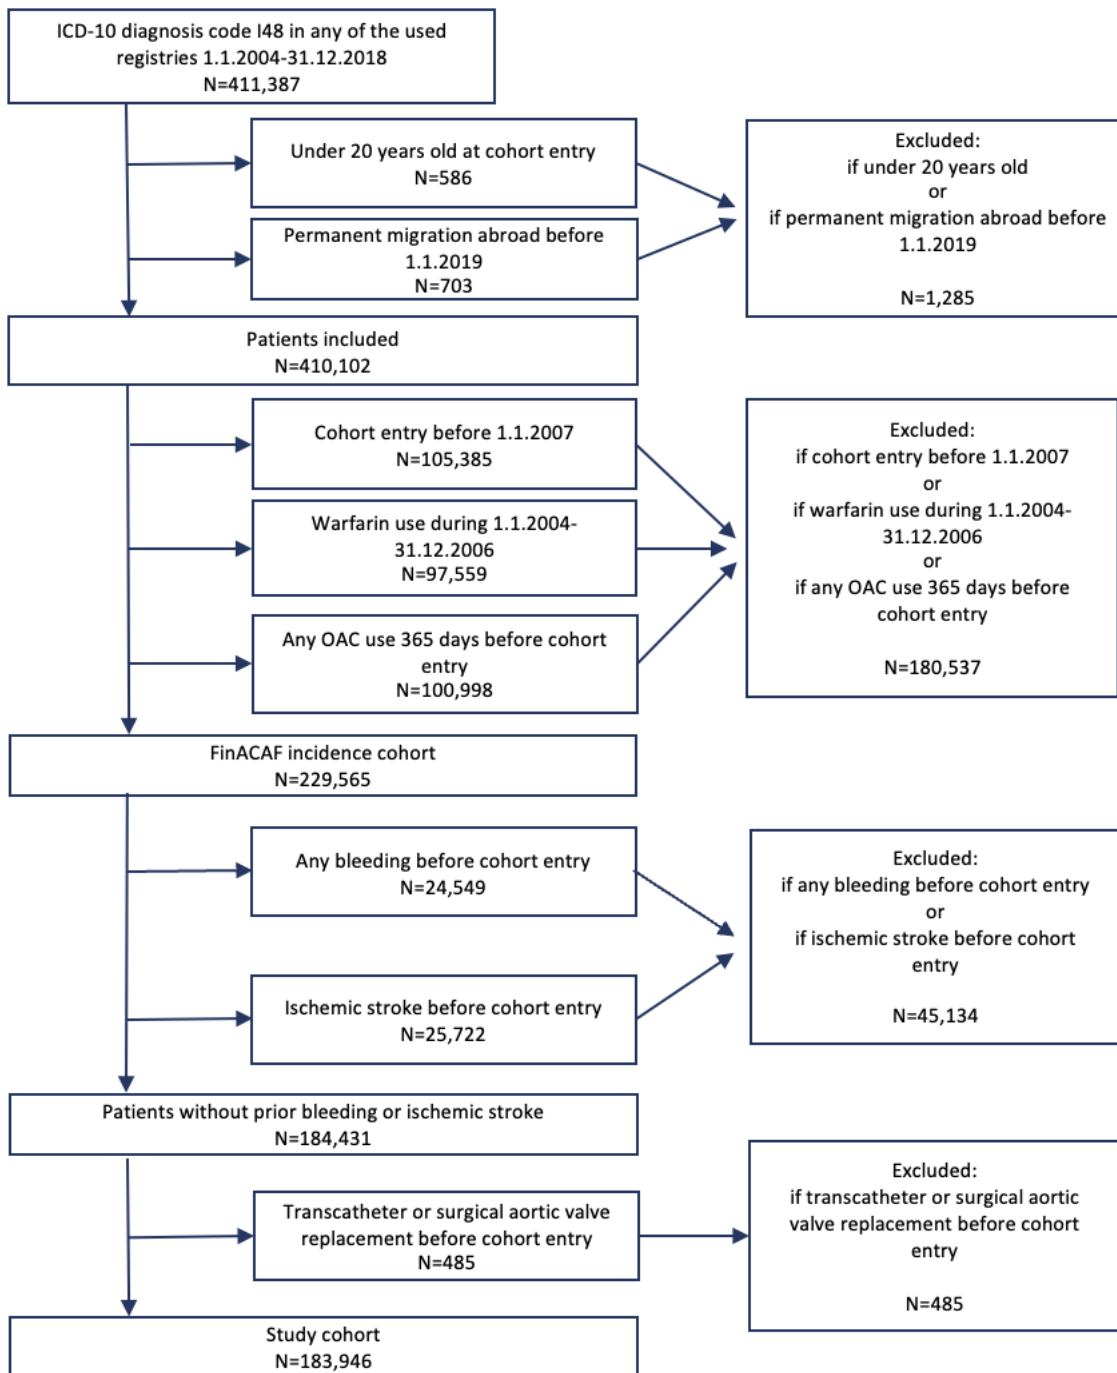 ICD-10 diagnosis code I48 in any of the used
registries 1.1.2004-31.12.2018
N=411,387
Under 20 years old at cohort entry
N=586
Permanent migration abroad before
1.1.2019
N=703
Excluded:
if under 20 years old
or
if permanent migration abroad before
1.1.2019
N=1,285
Patients included
N=410,102
Cohort entry before 1.1.2007
N=105,385
Warfarin use during 1.1.2004-
31.12.2006
N=97,559
Any OAC use 365 days before cohort
entry
N=100,998
Excluded:
if cohort entry before 1.1.2007
or
if warfarin use during 1.1.2004-
31.12.2006
or
if any OAC use 365 days before
cohort entry
N=180,537
FinACAF incidence cohort
N=229,565
Any bleeding before cohort entry
N=24,549
Ischemic stroke before cohort entry
N=25,722
Excluded:
if any bleeding before cohort entry
or
if ischemic stroke before cohort
entry
N=45,134
Patients without prior bleeding or ischemic stroke
N=184,431
Transcatheter or surgical aortic valve
replacement before cohort entry
N=485
Excluded:
if transcatheter or surgical aortic
valve replacement before cohort
entry
N=485
Study cohort
N=183,946